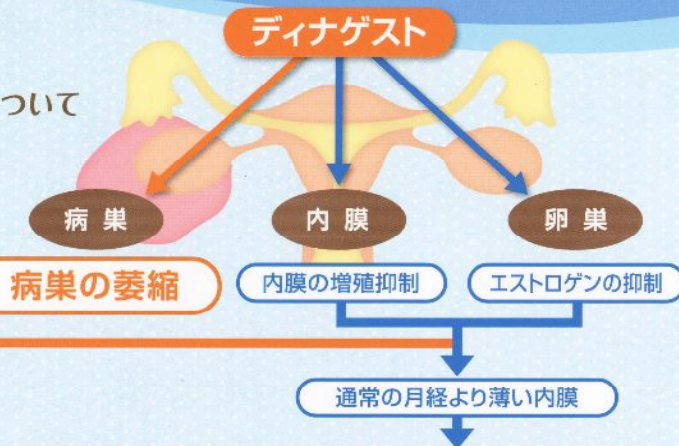 ディナゲスト
ついて
病巣
内膜
卵巣
病巣の萎縮
内膜の増殖抑制
エストロゲンの抑制
通常の月経より薄い内膜